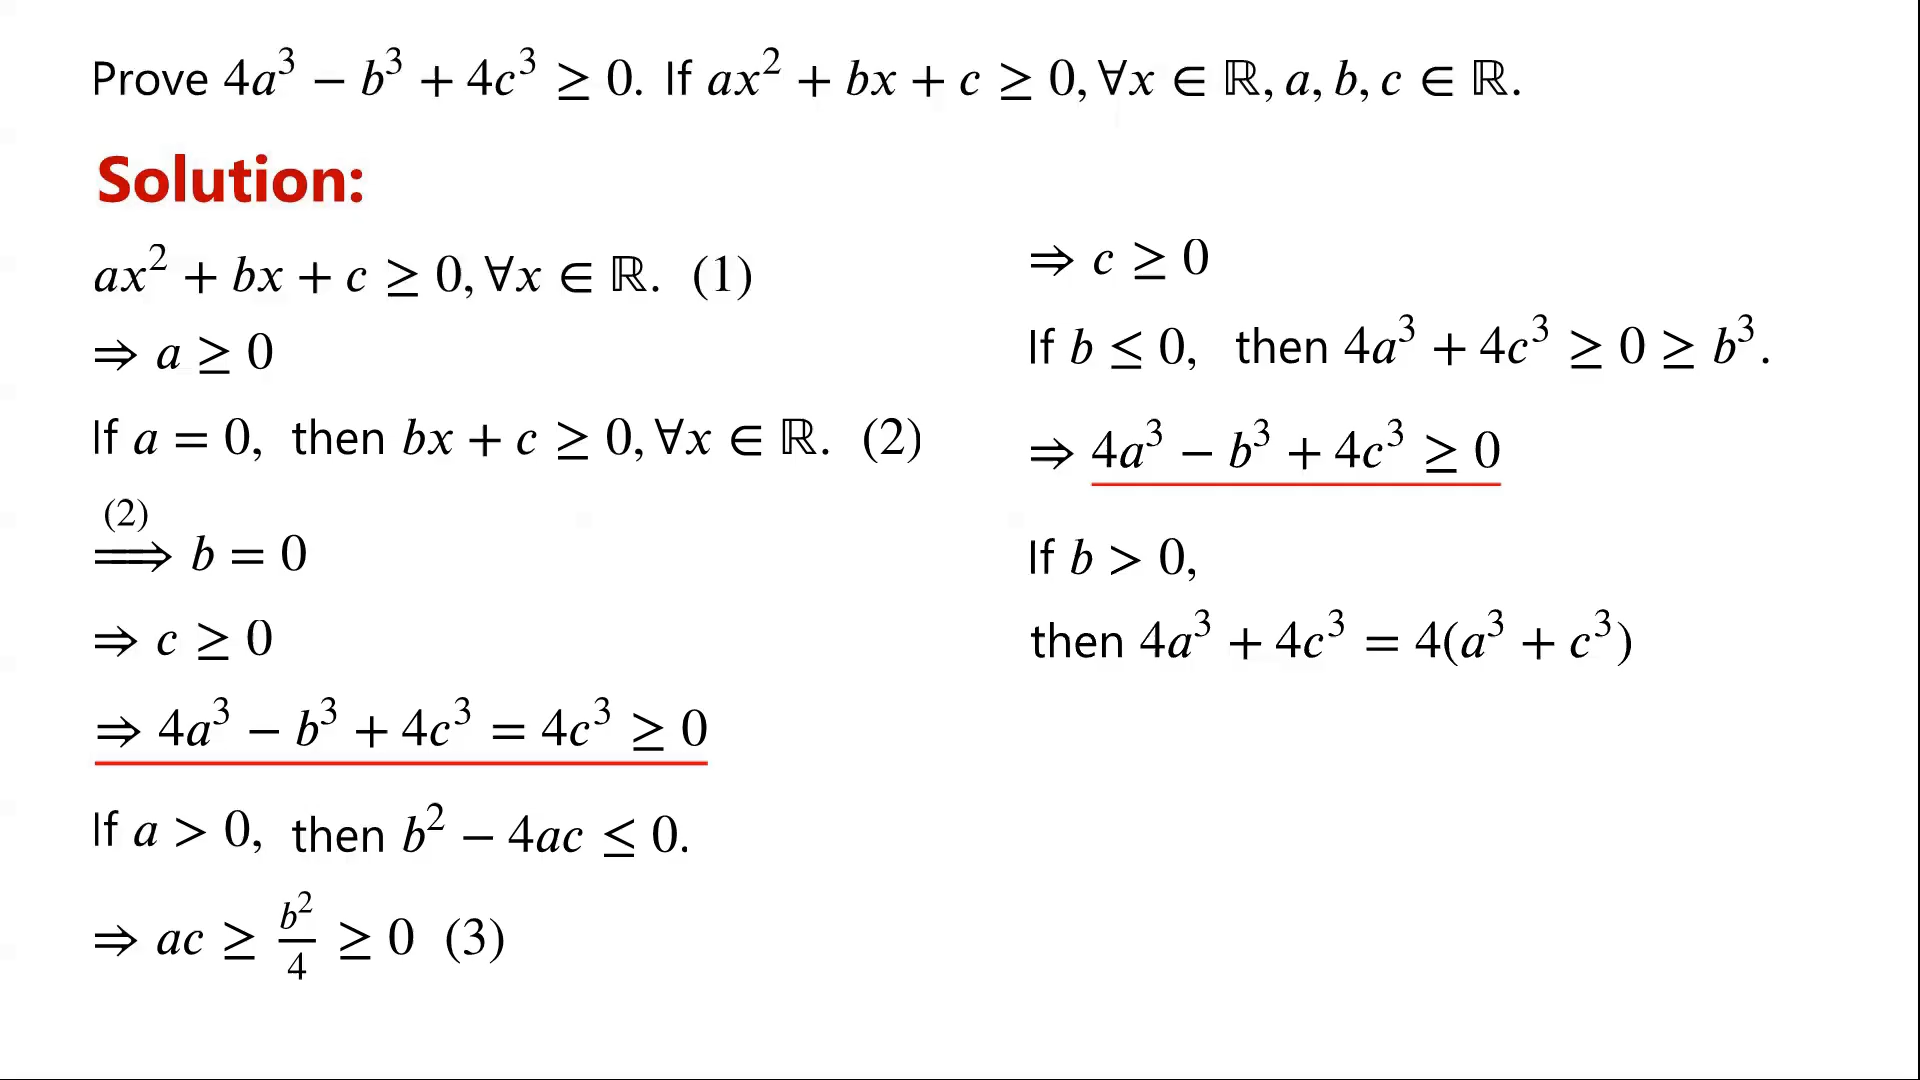 Prove 4a³ − b³ + 4c³ ≥ 0. If ax² + bx + c ≥ 0, ∀x ∈ ℝ, a, b, c ∈ ℝ.
Solution:
ax² + bx + c ≥ 0, ∀x ∈ ℝ. (1)
⇒ a ≥ 0
If a = 0, then bx + c ≥ 0, ∀x ∈ ℝ. (2)
(2)
⟹ b = 0
⇒ c ≥ 0
⇒ 4a³ − b³ + 4c³ = 4c³ ≥ 0
If a > 0, then b² − 4ac ≤ 0.
⇒ ac ≥ b²/4 ≥ 0 (3)
⇒ c ≥ 0
If b ≤ 0, then 4a³ + 4c³ ≥ 0 ≥ b³.
⇒ 4a³ − b³ + 4c³ ≥ 0
If b > 0,
then 4a³ + 4c³ = 4(a³ + c³)